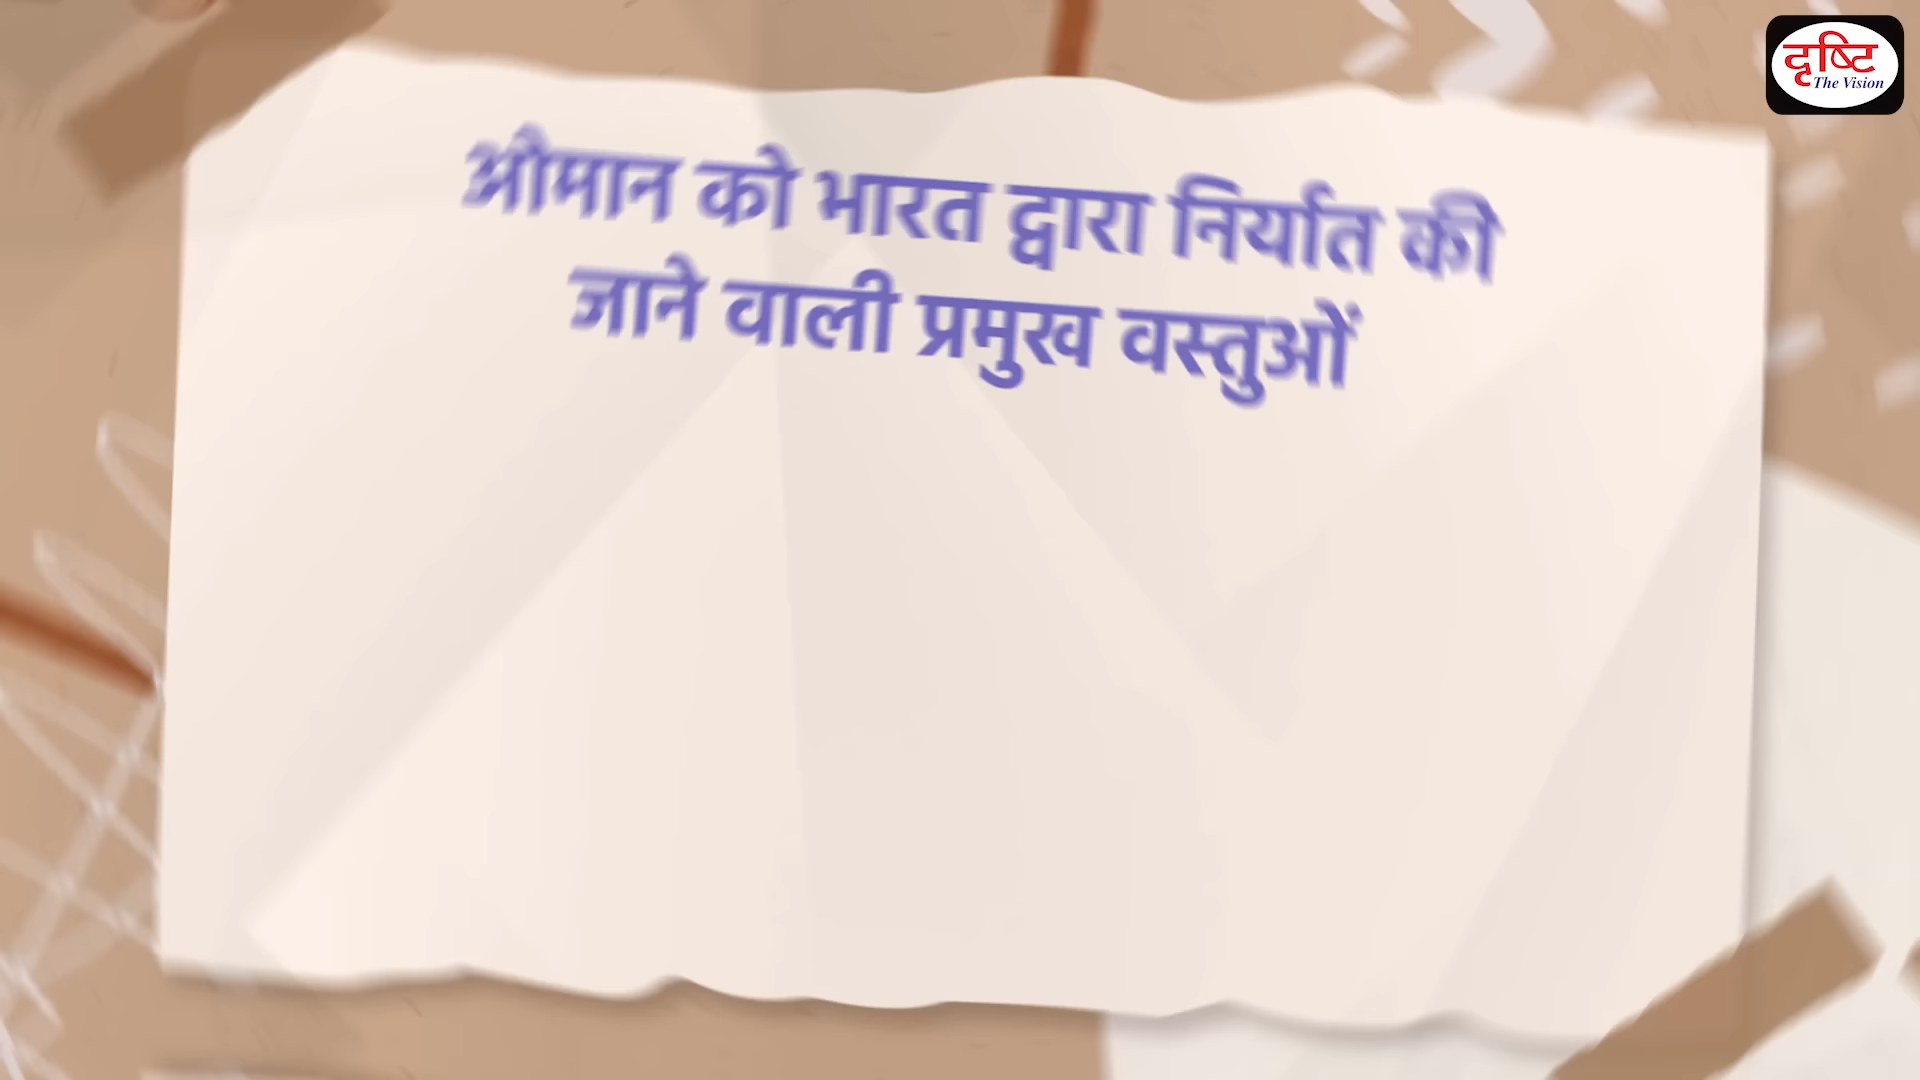 ओमान को भारत द्वारा निर्यात की
जाने वाली प्रमुख वस्तुओं
दृष्टि
The Vision